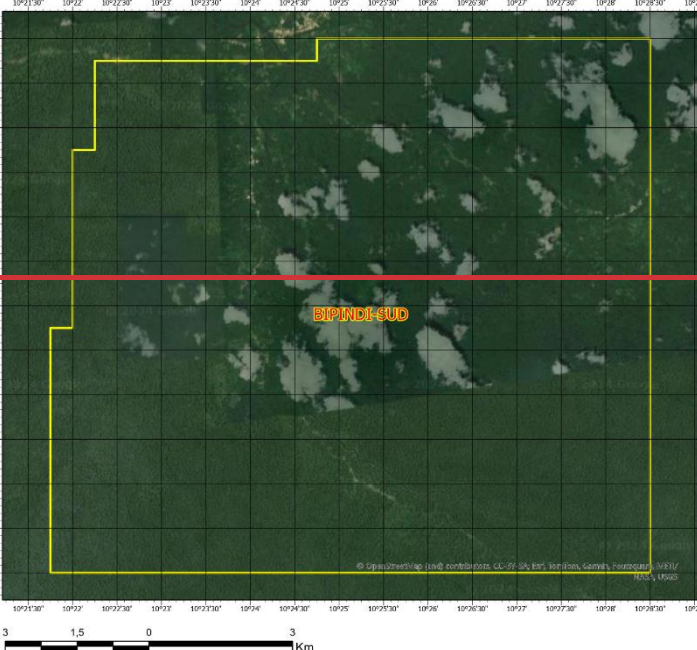 10°21'30" 10°22' 10°22'30" 10°23' 10°23'30" 10°24' 10°24'30" 10°25' 10°25'30" 10°26' 10°26'30" 10°27' 10°27'30" 10°28' 10°28'30"
BIPINDI-SUD
© OpenStreetMap (and) contributors, CC-BY-SA, Esri, TomTom, Garmin, Foursquare, METI/
NASA, USGS
10°21'30" 10°22' 10°22'30" 10°23' 10°23'30" 10°24' 10°24'30" 10°25' 10°25'30" 10°26' 10°26'30" 10°27' 10°27'30" 10°28' 10°28'30"
3 1,5 0 3
Km